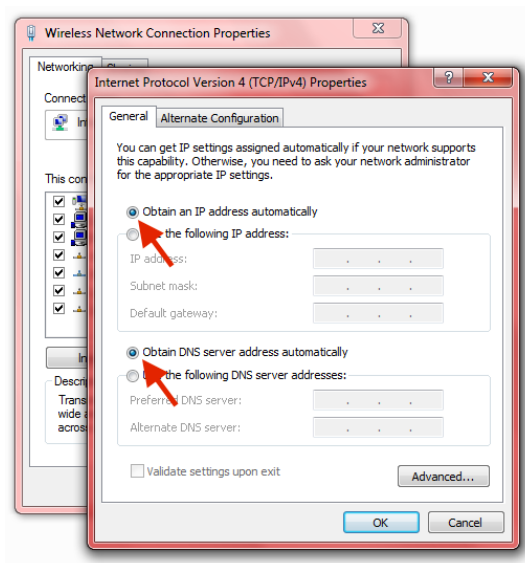 Wireless Network Connection Properties
Networking
Connect
This con
Internet Protocol Version 4 (TCP/IPv4) Properties
General
Alternate Configuration
You can get IP settings assigned automatically if your network supports
this capability. Otherwise, you need to ask your network administrator
for the appropriate IP settings.
Obtain an IP address automatically
the following IP address:
IP address:
Subnet mask:
Default gateway:
Obtain DNS server address automatically
the following DNS server addresses:
Preferred DNS server:
Alternate DNS server:
Validate settings upon exit
Advanced...
OK
Cancel
In
Descri
Trans
wide a
across